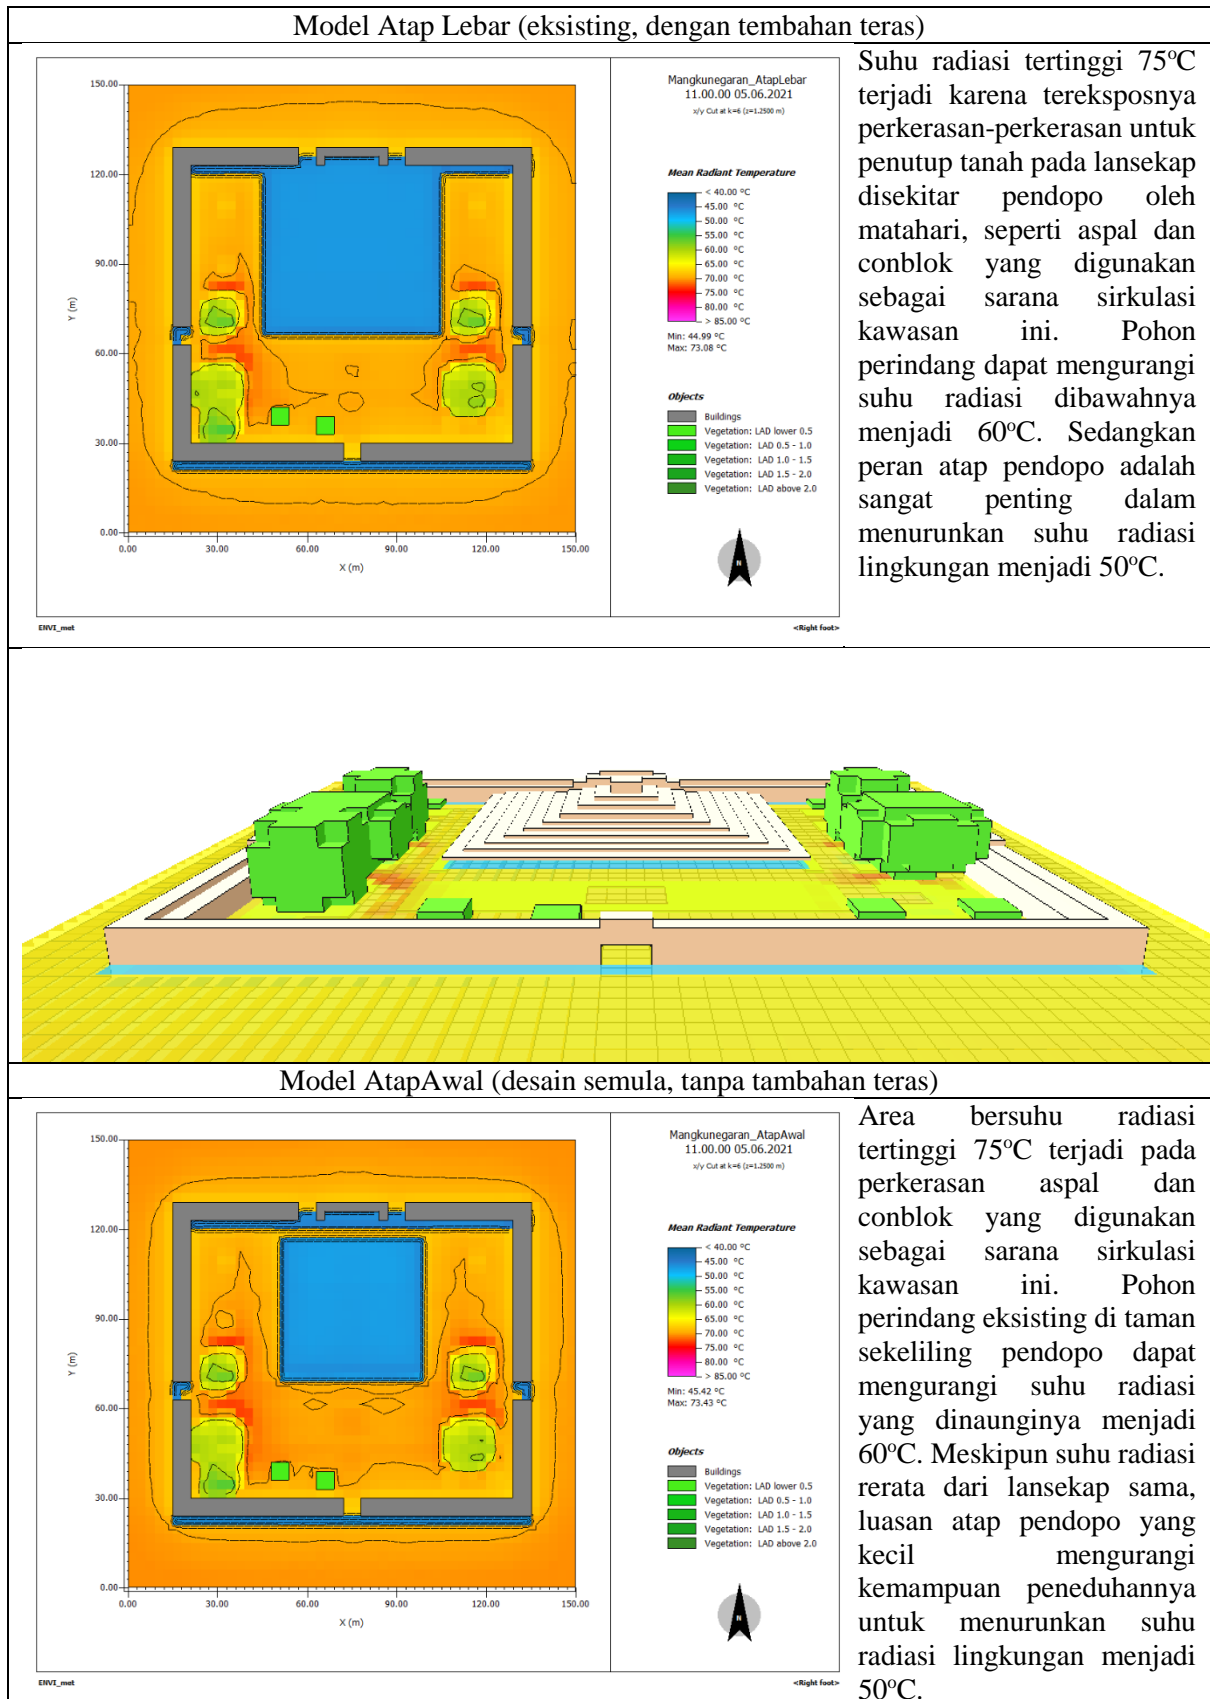 Model Atap Lebar (eksisting, dengan tembahan teras)
Mangkunegaran_AtapLebar
11.00.00 05.06.2021
x/y Cut at k=6 (z=1.2500 m)
150.00
120.00
90.00
60.00
30.00
0.00
Y (m)
0.00 30.00 60.00 90.00 120.00 150.00
X (m)
Mean Radiant Temperature
< 40.00 °C
45.00 °C
50.00 °C
55.00 °C
60.00 °C
65.00 °C
70.00 °C
75.00 °C
80.00 °C
> 85.00 °C
Min: 44.99 °C
Max: 73.08 °C
Objects
Buildings
Vegetation: LAD lower 0.5
Vegetation: LAD 0.5 - 1.0
Vegetation: LAD 1.0 - 1.5
Vegetation: LAD 1.5 - 2.0
Vegetation: LAD above 2.0
N
ENVI_met
<Right foot>
Suhu radiasi tertinggi 75°C
terjadi karena tereksposnya
perkerasan-perkerasan untuk
penutup tanah pada lansekap
disekitar pendopo oleh
matahari, seperti aspal dan
conblok yang digunakan
sebagai sarana sirkulasi
kawasan ini. Pohon
perindang dapat mengurangi
suhu radiasi dibawahnya
menjadi 60°C. Sedangkan
peran atap pendopo adalah
sangat penting dalam
menurunkan suhu radiasi
lingkungan menjadi 50°C.
Model AtapAwal (desain semula, tanpa tambahan teras)
Mangkunegaran_AtapAwal
11.00.00 05.06.2021
x/y Cut at k=6 (z=1.2500 m)
150.00
120.00
90.00
60.00
30.00
0.00
Y (m)
0.00 30.00 60.00 90.00 120.00 150.00
X (m)
Mean Radiant Temperature
< 40.00 °C
45.00 °C
50.00 °C
55.00 °C
60.00 °C
65.00 °C
70.00 °C
75.00 °C
80.00 °C
> 85.00 °C
Min: 45.42 °C
Max: 73.43 °C
Objects
Buildings
Vegetation: LAD lower 0.5
Vegetation: LAD 0.5 - 1.0
Vegetation: LAD 1.0 - 1.5
Vegetation: LAD 1.5 - 2.0
Vegetation: LAD above 2.0
N
ENVI_met
<Right foot>
Area bersuhu radiasi
tertinggi 75°C terjadi pada
perkerasan aspal dan
conblok yang digunakan
sebagai sarana sirkulasi
kawasan ini. Pohon
perindang eksisting di taman
sekeliling pendopo dapat
mengurangi suhu radiasi
yang dinaunginya menjadi
60°C. Meskipun suhu radiasi
rerata dari lansekap sama,
luasan atap pendopo yang
kecil mengurangi
kemampuan peneduhannya
untuk menurunkan suhu
radiasi lingkungan menjadi
50°C.